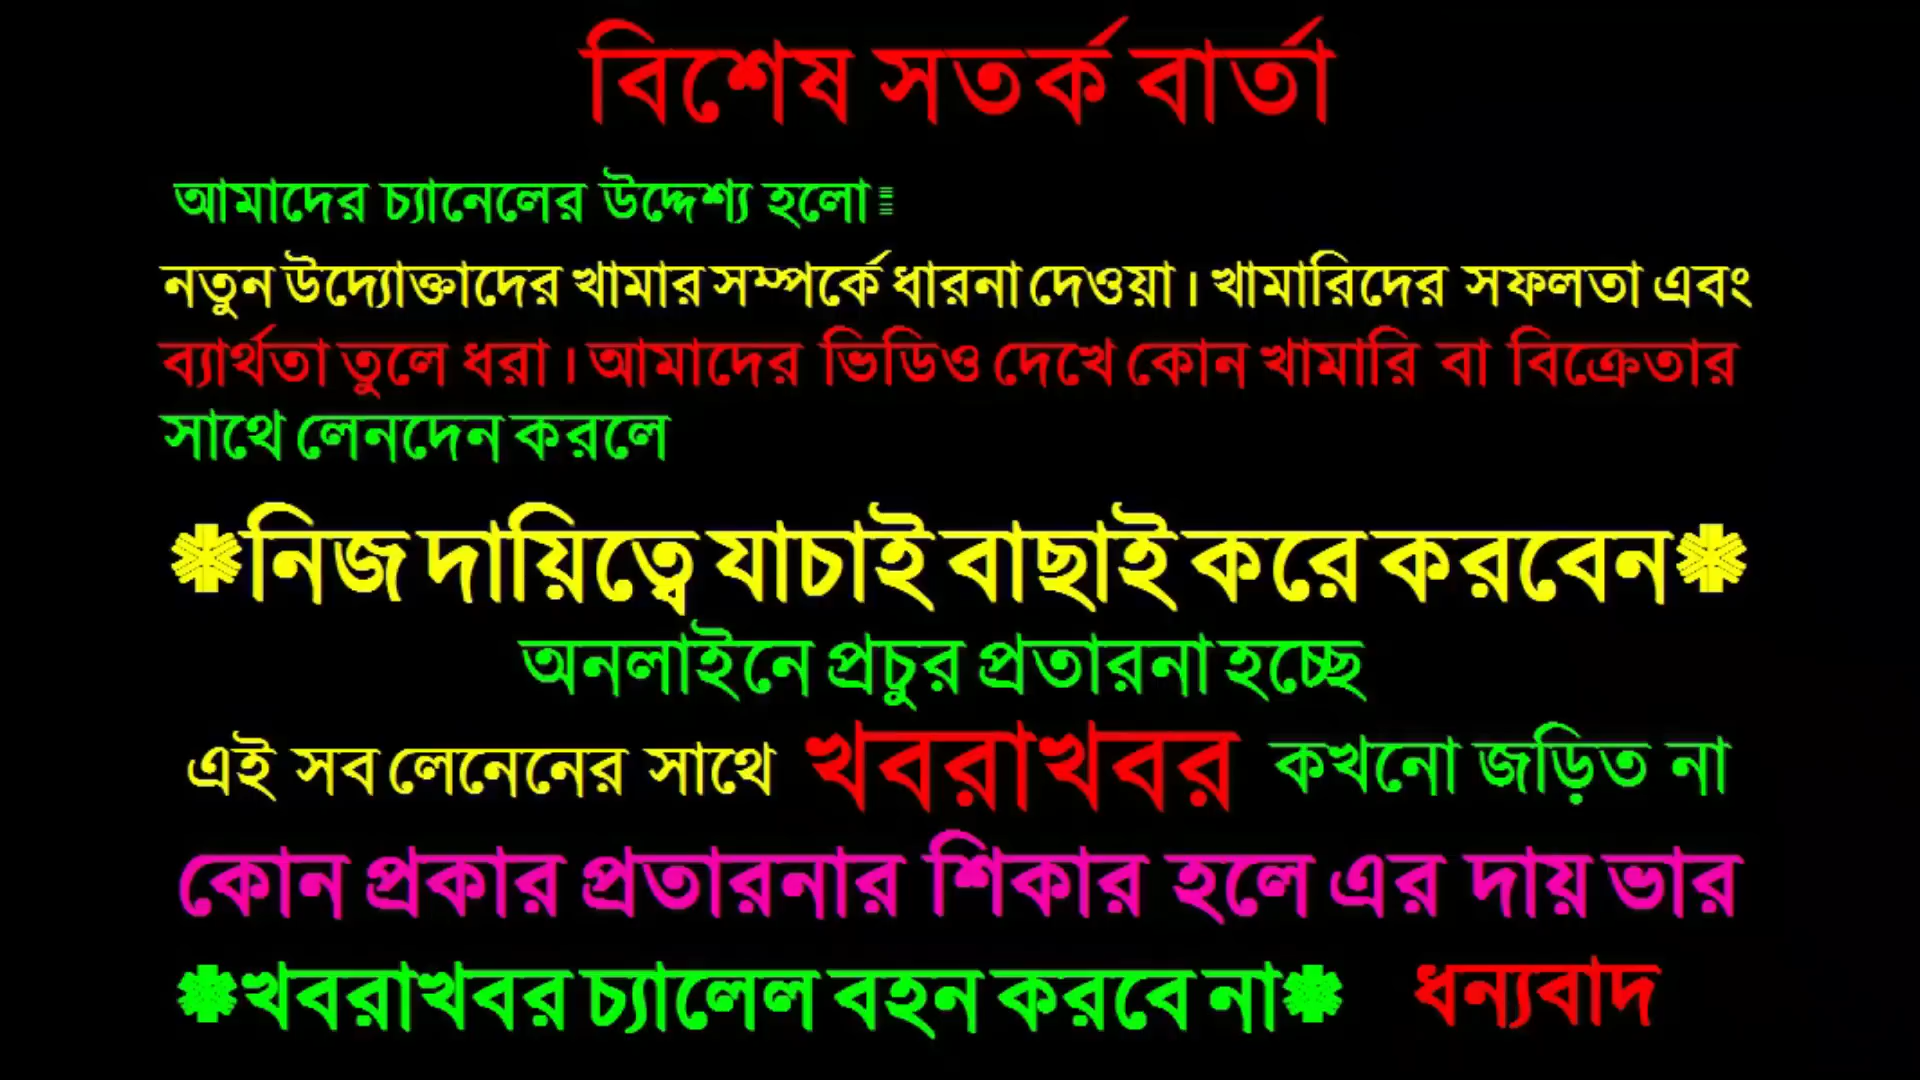 বিশেষ সতর্ক বার্তা
আমাদের চ্যানেলের উদ্দেশ্য হলোঃ
নতুন উদ্যোক্তাদের খামার সম্পর্কে ধারনা দেওয়া। খামারিদের সফলতা এবং
ব্যার্থতা তুলে ধরা। আমাদের ভিডিও দেখে কোন খামারি বা বিক্রেতার
সাথে লেনদেন করলে
*নিজ দায়িত্বে যাচাই বাছাই করে করবেন*
অনলাইনে প্রচুর প্রতারনা হচ্ছে
এই সব লেনেনের সাথে খবরাখবর কখনো জড়িত না
কোন প্রকার প্রতারনার শিকার হলে এর দায় ভার
*খবরাখবর চ্যালেল বহন করবে না* ধন্যবাদ